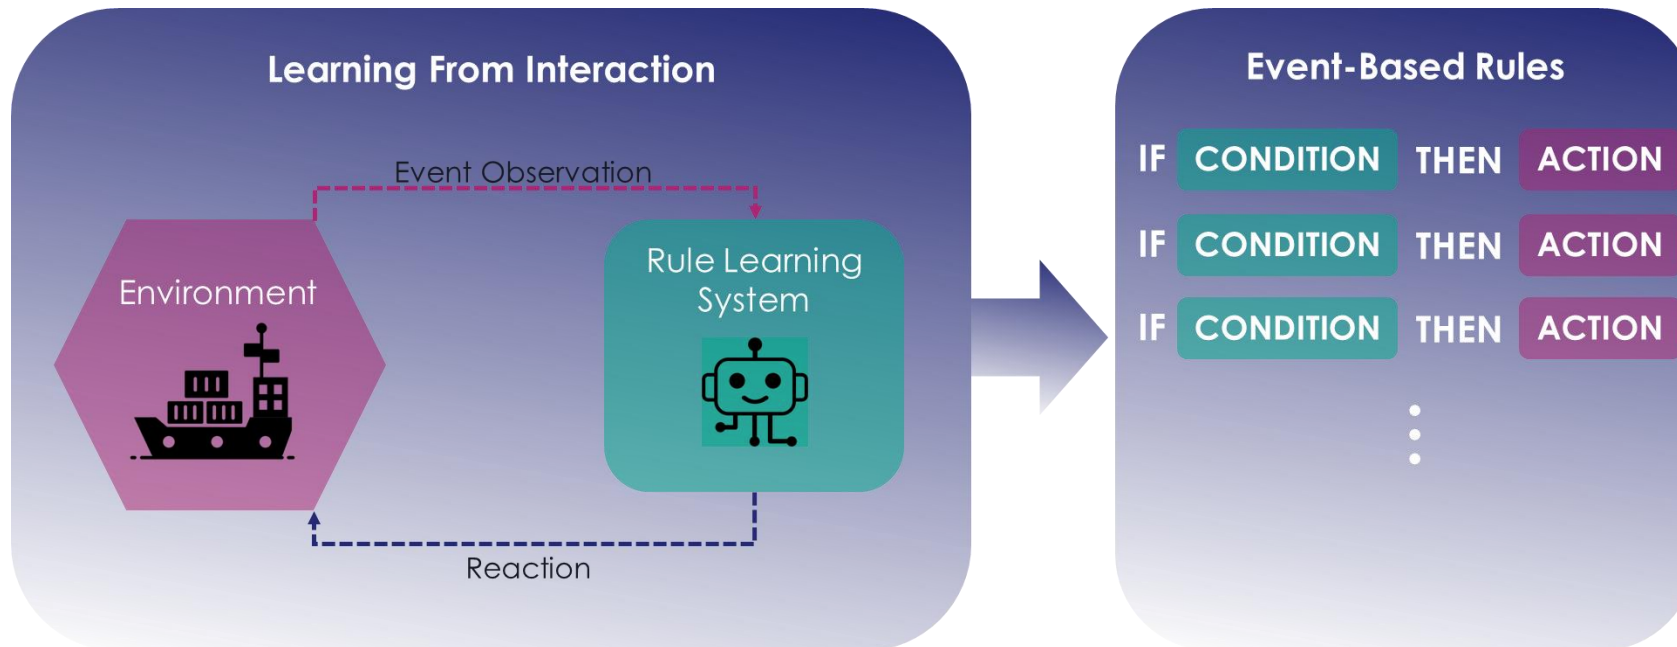 Learning From Interaction
Event Observation
Environment
Rule Learning
System
Reaction
Event-Based Rules
IF CONDITION THEN ACTION
IF CONDITION THEN ACTION
IF CONDITION THEN ACTION